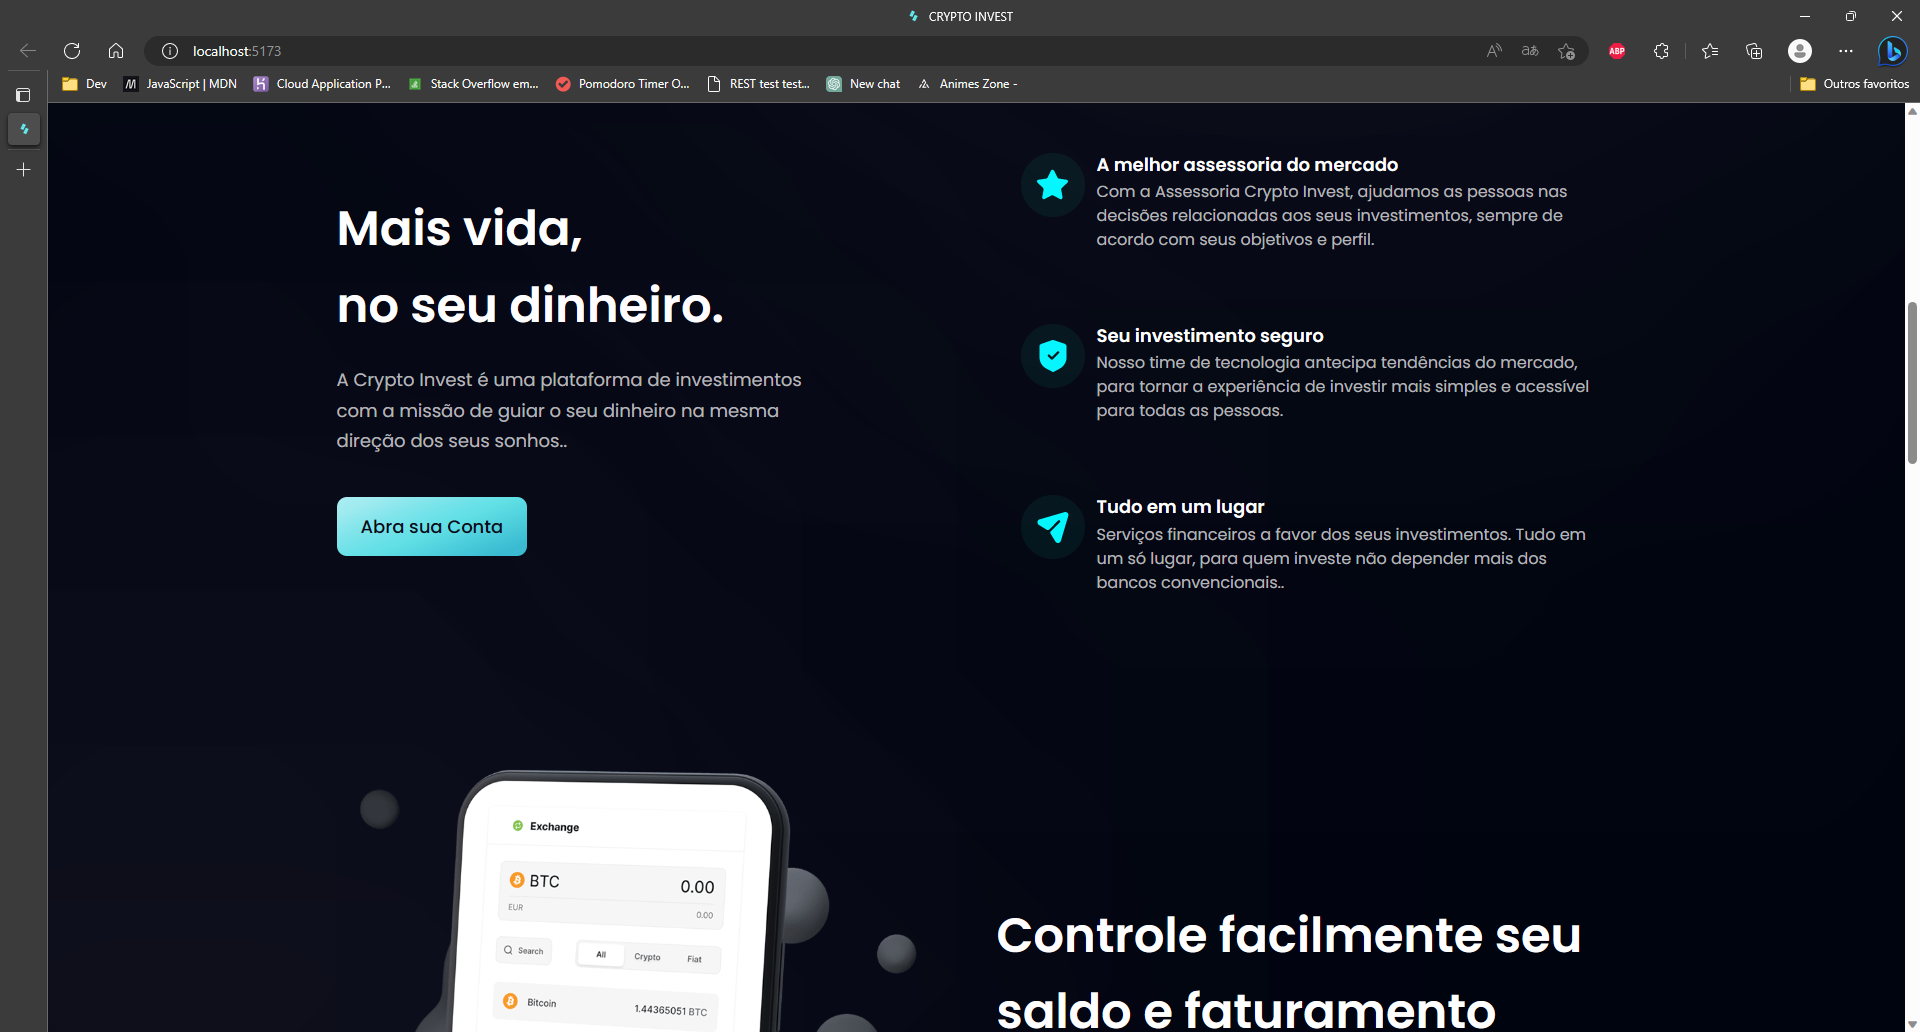 CRYPTO INVEST
localhost:5173
Dev
JavaScript | MDN
Cloud Application P...
Stack Overflow em...
Pomodoro Timer O...
REST test test...
New chat
Animes Zone -
Outros favoritos
Mais vida,
no seu dinheiro.
A Crypto Invest é uma plataforma de investimentos
com a missão de guiar o seu dinheiro na mesma
direção dos seus sonhos..
Abra sua Conta
A melhor assessoria do mercado
Com a Assessoria Crypto Invest, ajudamos as pessoas nas
decisões relacionadas aos seus investimentos, sempre de
acordo com seus objetivos e perfil.
Seu investimento seguro
Nosso time de tecnologia antecipa tendências do mercado,
para tornar a experiência de investir mais simples e acessível
para todas as pessoas.
Tudo em um lugar
Serviços financeiros a favor dos seus investimentos. Tudo em
um só lugar, para quem investe não depender mais dos
bancos convencionais..
Exchange
BTC 0.00
EUR 0.00
Search All Crypto Fiat
Bitcoin 1.44365051 BTC
Controle facilmente seu
saldo e faturamento
ABP